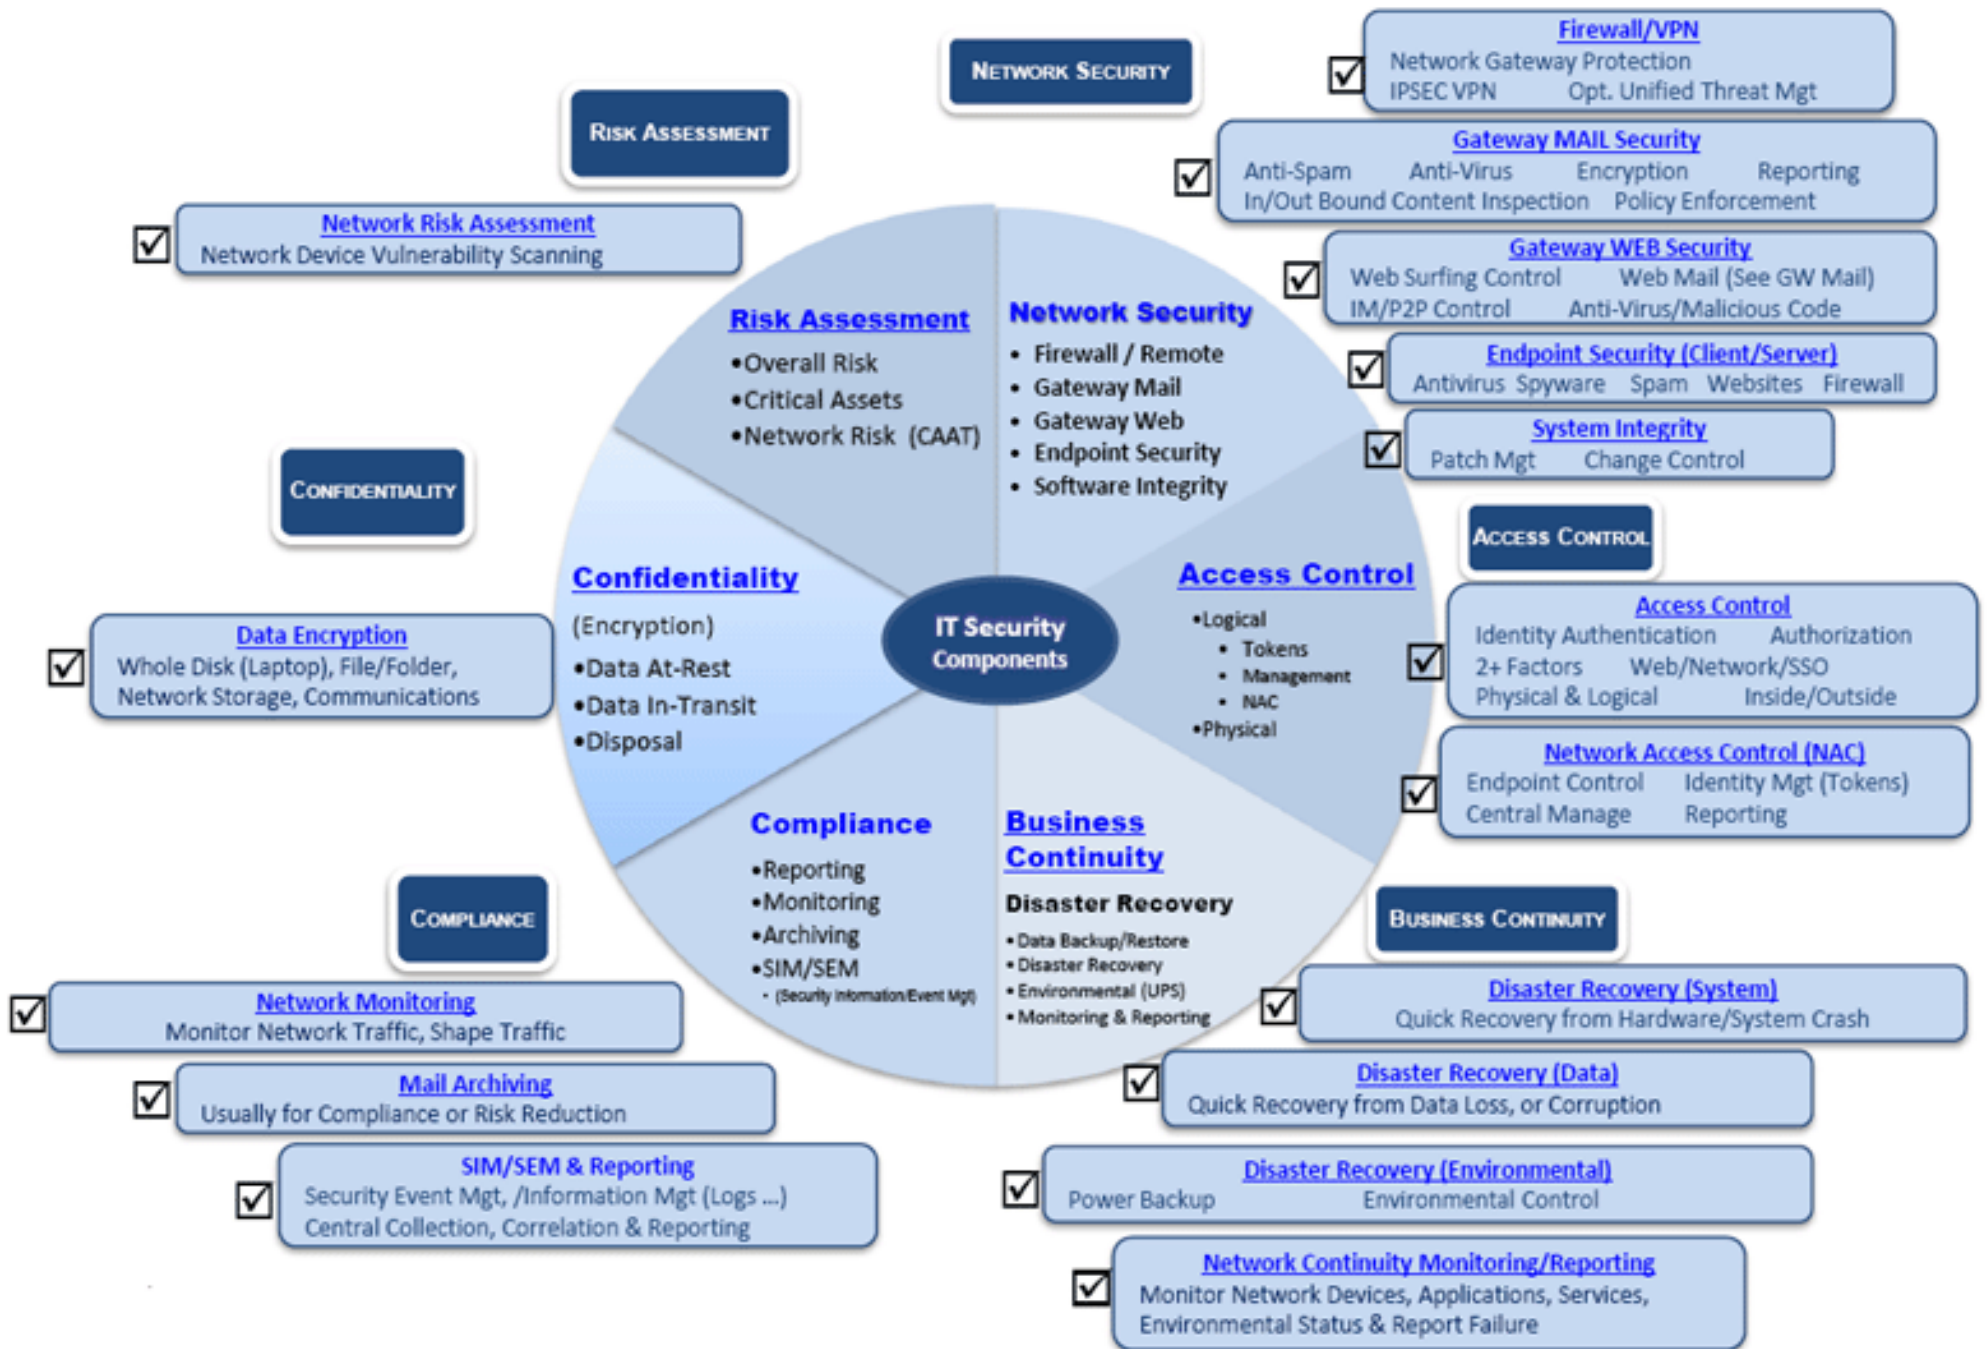 NETWORK SECURITY
Firewall/VPN
Network Gateway Protection
IPSEC VPN Opt. Unified Threat Mgt
Gateway MAIL Security
Anti-Spam Anti-Virus Encryption Reporting
In/Out Bound Content Inspection Policy Enforcement
Gateway WEB Security
Web Surfing Control Web Mail (See GW Mail)
IM/P2P Control Anti-Virus/Malicious Code
Endpoint Security (Client/Server)
Antivirus Spyware Spam Websites Firewall
System Integrity
Patch Mgt Change Control
RISK ASSESSMENT
Network Risk Assessment
Network Device Vulnerability Scanning
Risk Assessment
•Overall Risk
•Critical Assets
•Network Risk (CAAT)
Network Security
• Firewall / Remote
• Gateway Mail
• Gateway Web
• Endpoint Security
• Software Integrity
CONFIDENTIALITY
Data Encryption
Whole Disk (Laptop), File/Folder,
Network Storage, Communications
Confidentiality
(Encryption)
•Data At-Rest
•Data In-Transit
•Disposal
IT Security
Components
Access Control
•Logical
• Tokens
• Management
• NAC
•Physical
ACCESS CONTROL
Access Control
Identity Authentication Authorization
2+ Factors Web/Network/SSO
Physical & Logical Inside/Outside
Network Access Control (NAC)
Endpoint Control Identity Mgt (Tokens)
Central Manage Reporting
Compliance
•Reporting
•Monitoring
•Archiving
•SIM/SEM
• (Security Information/Event Mgt)
Business
Continuity
Disaster Recovery
• Data Backup/Restore
• Disaster Recovery
• Environmental (UPS)
• Monitoring & Reporting
COMPLIANCE
Network Monitoring
Monitor Network Traffic, Shape Traffic
Mail Archiving
Usually for Compliance or Risk Reduction
SIM/SEM & Reporting
Security Event Mgt, /Information Mgt (Logs ...)
Central Collection, Correlation & Reporting
BUSINESS CONTINUITY
Disaster Recovery (System)
Quick Recovery from Hardware/System Crash
Disaster Recovery (Data)
Quick Recovery from Data Loss, or Corruption
Disaster Recovery (Environmental)
Power Backup Environmental Control
Network Continuity Monitoring/Reporting
Monitor Network Devices, Applications, Services,
Environmental Status & Report Failure